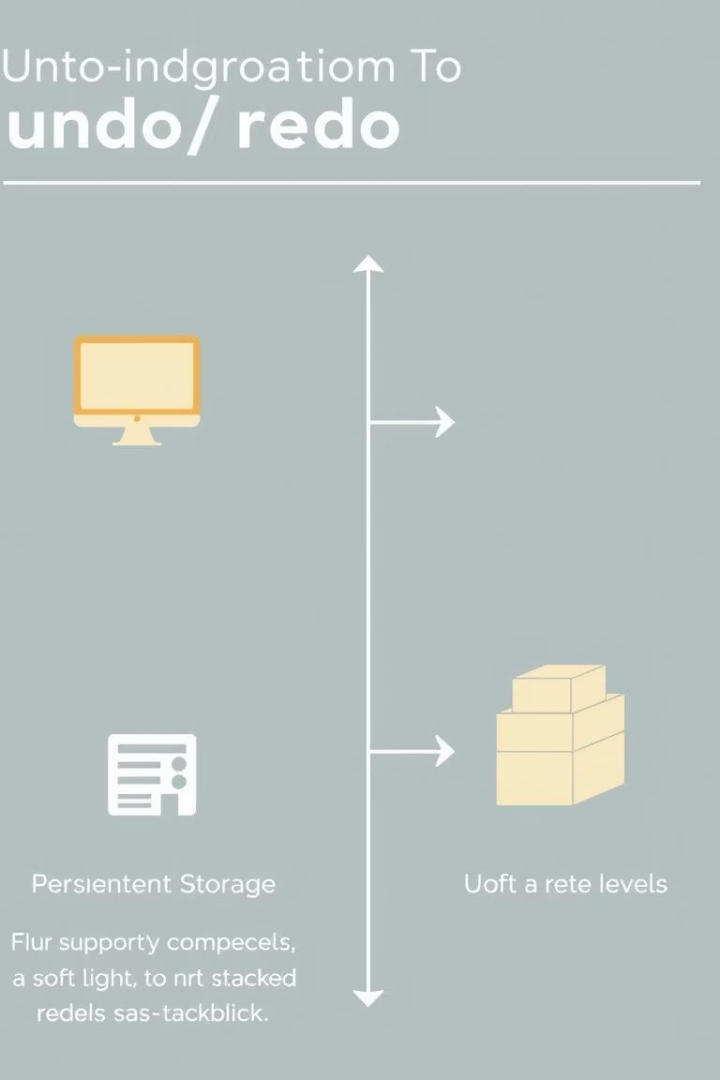 Unto-indgroatiom To
undo/ redo
Persientent Storage
Uoft a rete levels
Flur supporty compecels,
a soft light, to nrt stacked
redels sas-tackblick.